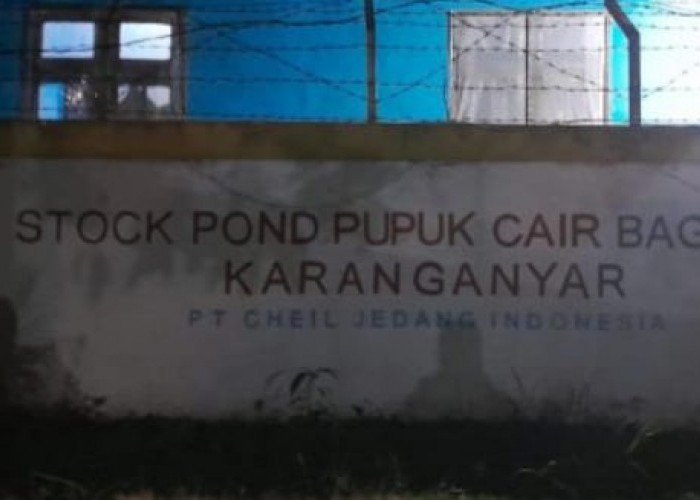 STOCK POND PUPUK CAIR BAG
KARANGANYAR
PT CHEIL JEDANG INDONESIA